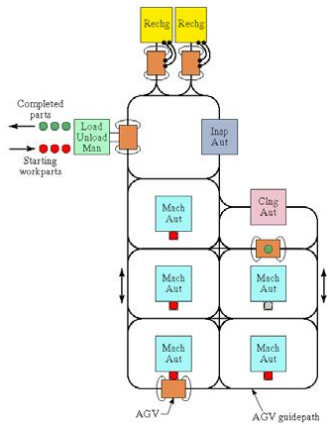 Rechg
Rechg
Completed
parts
Load
Unload
Man
Starting
workparts
Insp
Aut
Mach
Aut
Clng
Aut
Mach
Aut
Mach
Aut
Mach
Aut
Mach
Aut
AGV
AGV guidepath